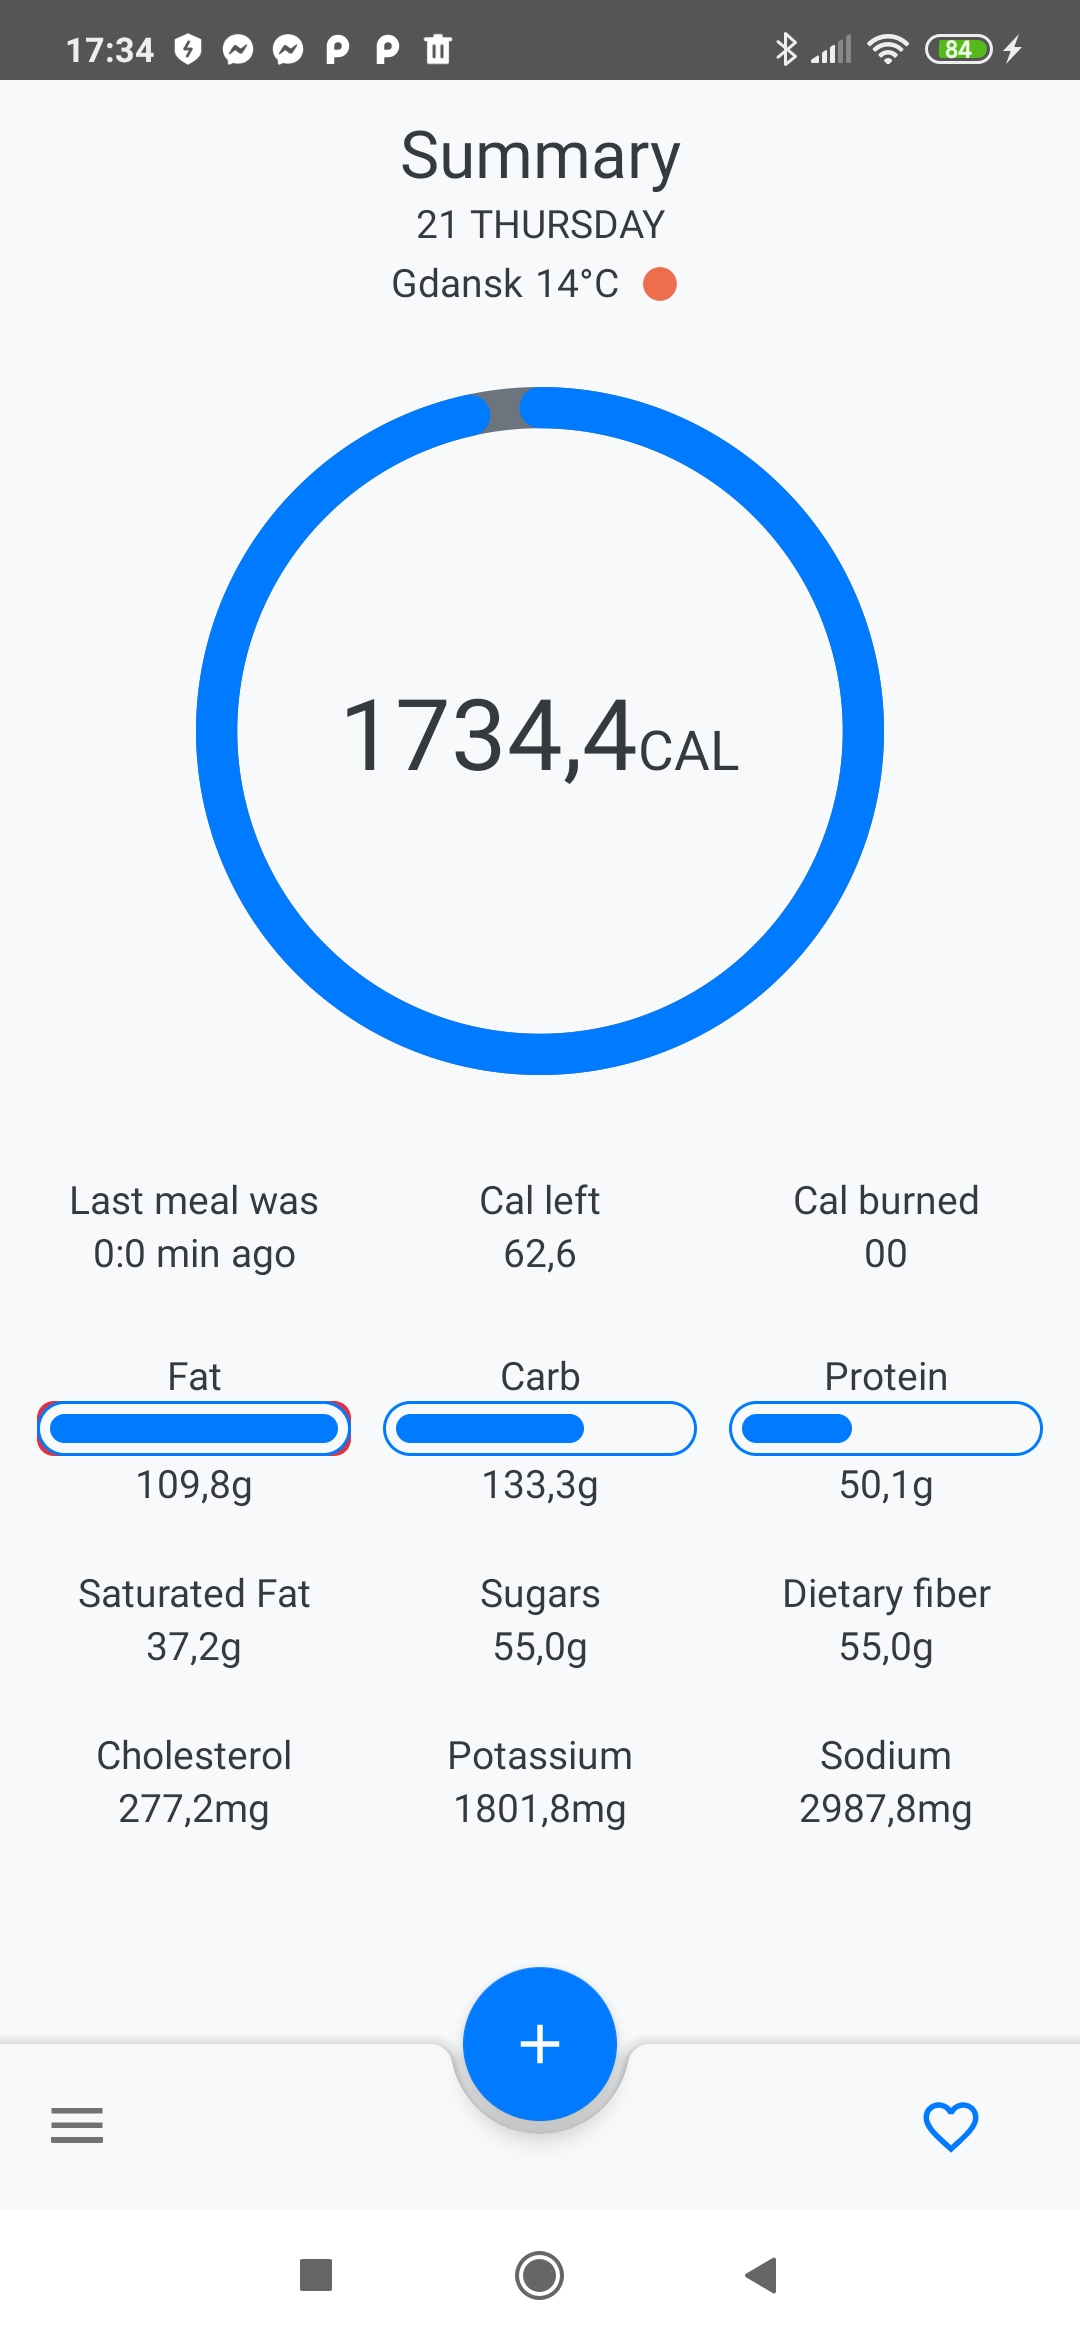 17:34
84
Summary
21 THURSDAY
Gdansk 14°C
1734,4CAL
Last meal was
0:0 min ago
Cal left
62,6
Cal burned
00
Fat
109,8g
Carb
133,3g
Protein
50,1g
Saturated Fat
37,2g
Sugars
55,0g
Dietary fiber
55,0g
Cholesterol
277,2mg
Potassium
1801,8mg
Sodium
2987,8mg